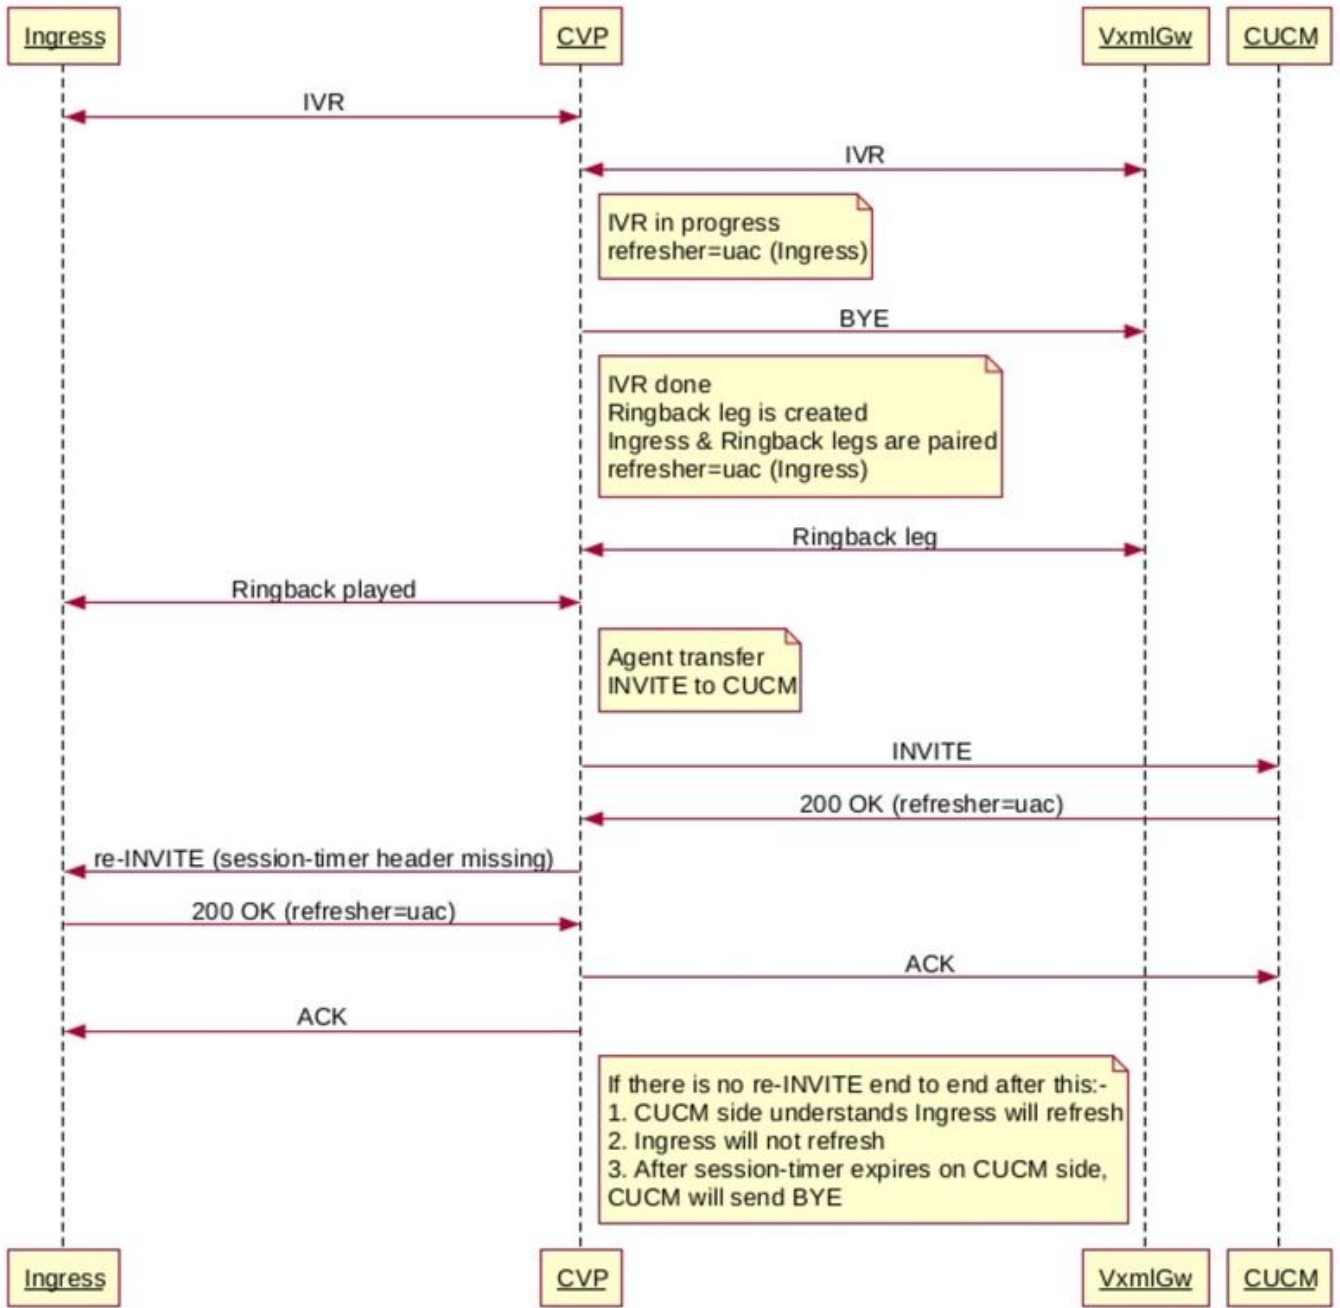 Ingress
CVP
VxmlGw
CUCM
IVR
IVR
IVR in progress
refresher=uac (Ingress)
BYE
IVR done
Ringback leg is created
Ingress & Ringback legs are paired
refresher=uac (Ingress)
Ringback leg
Ringback played
Agent transfer
INVITE to CUCM
INVITE
200 OK (refresher=uac)
re-INVITE (session-timer header missing)
200 OK (refresher=uac)
ACK
ACK
If there is no re-INVITE end to end after this:-
1. CUCM side understands Ingress will refresh
2. Ingress will not refresh
3. After session-timer expires on CUCM side,
CUCM will send BYE
Ingress
CVP
VxmlGw
CUCM